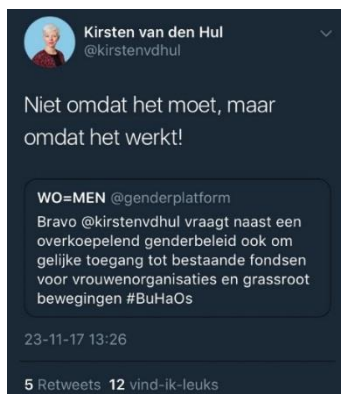 Kirsten van den Hul
@kirstenvdhul
Niet omdat het moet, maar
omdat het werkt!
WO=MEN @genderplatform
Bravo @kirstenvdhul vraagt naast een
overkoepelend genderbeleid ook om
gelijke toegang tot bestaande fondsen
voor vrouwenorganisaties en grassroot
bewegingen #BuHaOs
23-11-17 13:26
5 Retweets 12 vind-ik-leuks